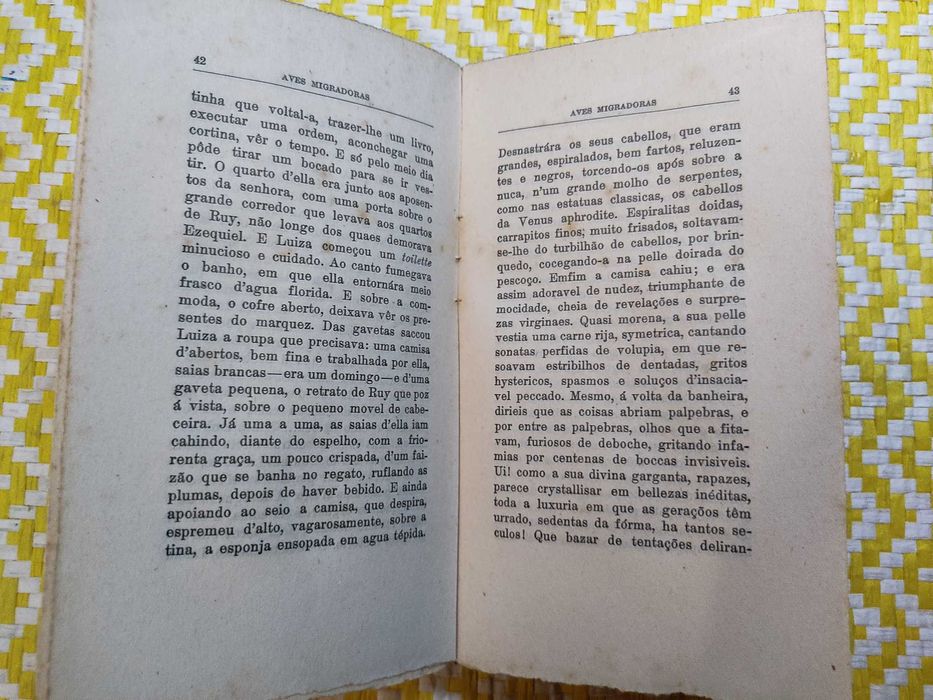 42
AVES MIGRADORAS
tinha que voltal-a, trazer-lhe um livro,
executar uma ordem, aconchegar uma
cortina, vêr o tempo. E só pelo meio dia
pôde tirar um bocado para se ir ves-
tir. O quarto d'ella era junto aos aposen-
tos da senhora, com uma porta sobre o
grande corredor que levava aos quartos
de Ruy, não longe dos quaes demorava
Ezequiel. E Luiza começou um toilette
minucioso e cuidado. Ao canto fumegava
o banho, em que ella entornára meio
frasco d'agua florida. E sobre a com-
moda, o cofre aberto, deixava vêr os pre-
sentes do marquez. Das gavetas saccou
Luiza a roupa que precisava: uma camisa
d'abertos, bem fina e trabalhada por ella,
saias brancas—era um domingo—e d'uma
gaveta pequena, o retrato de Ruy que poz
á vista, sobre o pequeno movel de cabe-
ceira. Já uma a uma, as saias d'ella iam
cahindo, diante do espelho, com a frio-
renta graça, um pouco crispada, d'um fai-
zão que se banha no regato, ruflando as
plumas, depois de haver bebido. E ainda
apoiando ao seio a camisa, que despira,
espremeu d'alto, vagarosamente, sobre a
tina, a esponja ensopada em agua tépida.
AVES MIGRADORAS
43
Desnastrára os seus cabellos, que eram
grandes, espiralados, bem fartos, reluzen-
tes e negros, torcendo-os após sobre a
nuca, n'um grande molho de serpentes,
como nas estatuas classicas, os cabellos
da Venus aphrodite. Espiralitas doidas,
carrapitos finos; muito frisados, soltavam-
se-lhe do turbilhão de cabellos, por brin-
quedo, cocegando-a na pelle doirada do
pescoço. Emfim a camisa cahiu; e era
assim adoravel de nudez, triumphante de
mocidade, cheia de revelações e surpre-
zas virginaes. Quasi morena, a sua pelle
vestia uma carne rija, symetrica, cantando
sonatas perfidas de volupia, em que re-
soavam estribilhos de dentadas, gritos
hystericos, spasmos e soluços d'insacia-
vel peccado. Mesmo, á volta da banheira,
dirieis que as coisas abriam palpebras, e
por entre as palpebras, olhos que a fita-
vam, furiosos de deboche, gritando infa-
mias por centenas de boccas invisiveis.
Ui! como a sua divina garganta, rapazes,
parece crystallisar em bellezas inéditas,
toda a luxuria em que as gerações têm
urrado, sedentas da fórma, ha tantos se-
culos! Que bazar de tentações deliran-